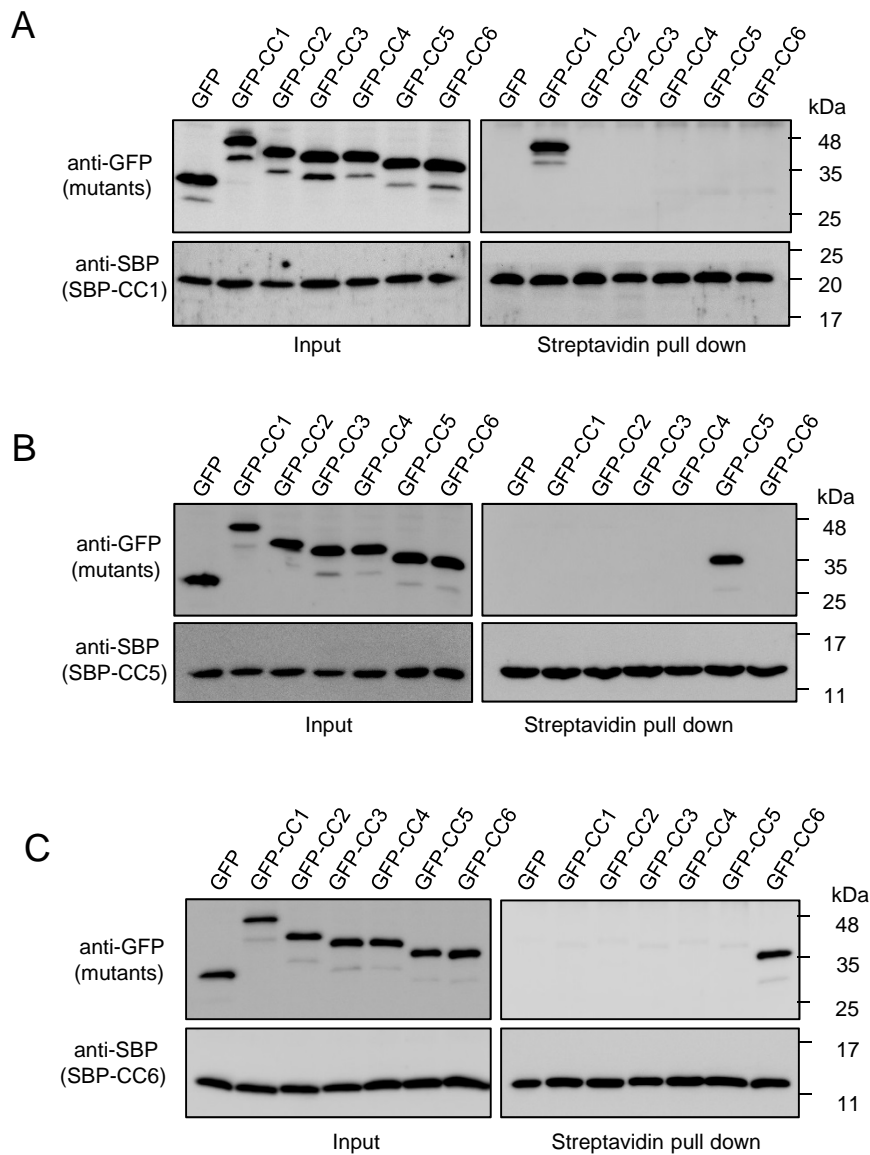 A
GFP GFP-CC1 GFP-CC2 GFP-CC3 GFP-CC4 GFP-CC5 GFP-CC6 GFP GFP-CC1 GFP-CC2 GFP-CC3 GFP-CC4 GFP-CC5 GFP-CC6
kDa
anti-GFP
(mutants)
48
35
25
anti-SBP
(SBP-CC1)
25
20
17
Input Streptavidin pull down
B
GFP GFP-CC1 GFP-CC2 GFP-CC3 GFP-CC4 GFP-CC5 GFP-CC6 GFP GFP-CC1 GFP-CC2 GFP-CC3 GFP-CC4 GFP-CC5 GFP-CC6
kDa
anti-GFP
(mutants)
48
35
25
anti-SBP
(SBP-CC5)
17
11
Input Streptavidin pull down
C
GFP GFP-CC1 GFP-CC2 GFP-CC3 GFP-CC4 GFP-CC5 GFP-CC6 GFP GFP-CC1 GFP-CC2 GFP-CC3 GFP-CC4 GFP-CC5 GFP-CC6
kDa
anti-GFP
(mutants)
48
35
25
anti-SBP
(SBP-CC6)
17
11
Input Streptavidin pull down